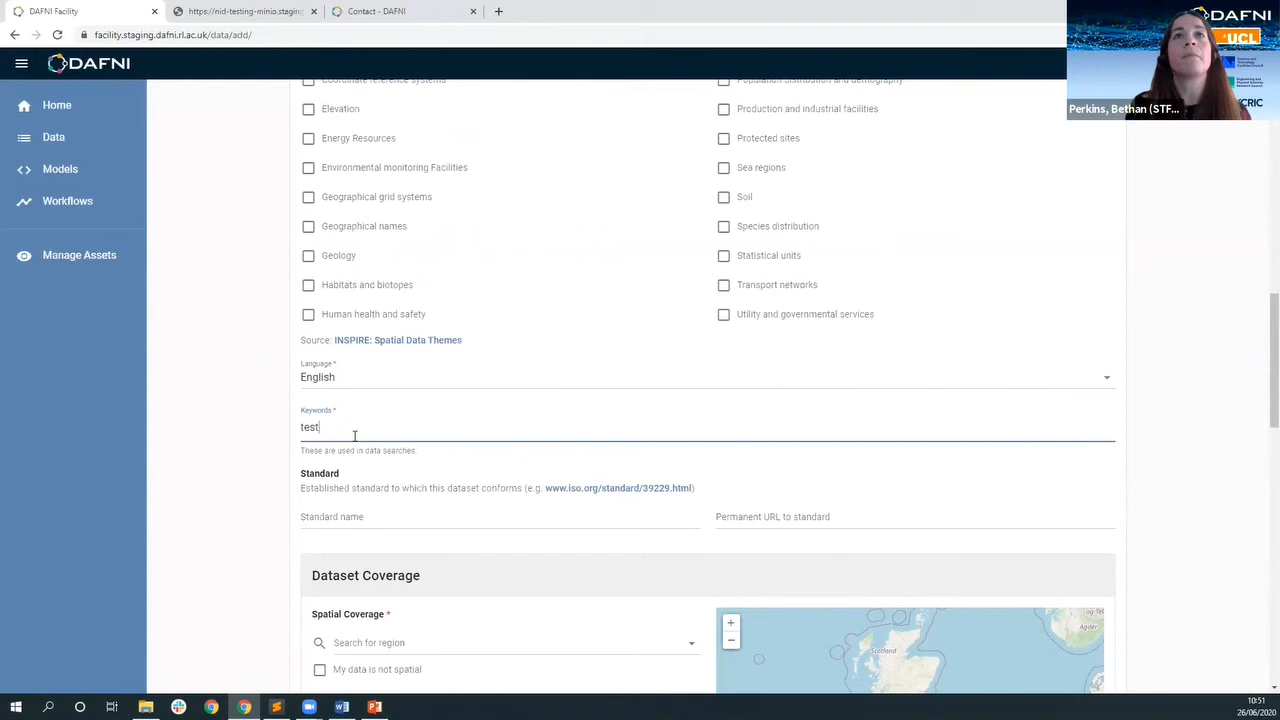 DAFNI Facility
https://nid-testing-minio.staging
Contact - DAFNI
facility.staging.dafni.rl.ac.uk/data/add/
DAFNI
DAFNI
UCL
CRIC
Perkins, Bethan (STF...
Home
Data
Models
Workflows
Manage Assets
Coordinate reference systems
Population distribution and demography
Elevation
Production and industrial facilities
Energy Resources
Protected sites
Environmental monitoring Facilities
Sea regions
Geographical grid systems
Soil
Geographical names
Species distribution
Geology
Statistical units
Habitats and biotopes
Transport networks
Human health and safety
Utility and governmental services
Source: INSPIRE: Spatial Data Themes
Language *
English
Keywords *
test
These are used in data searches.
Standard
Established standard to which this dataset conforms (e.g. www.iso.org/standard/39229.html)
Standard name
Permanent URL to standard
Dataset Coverage
Spatial Coverage *
Search for region
My data is not spatial
+
−
Scotland
Agder
10:51
26/06/2020